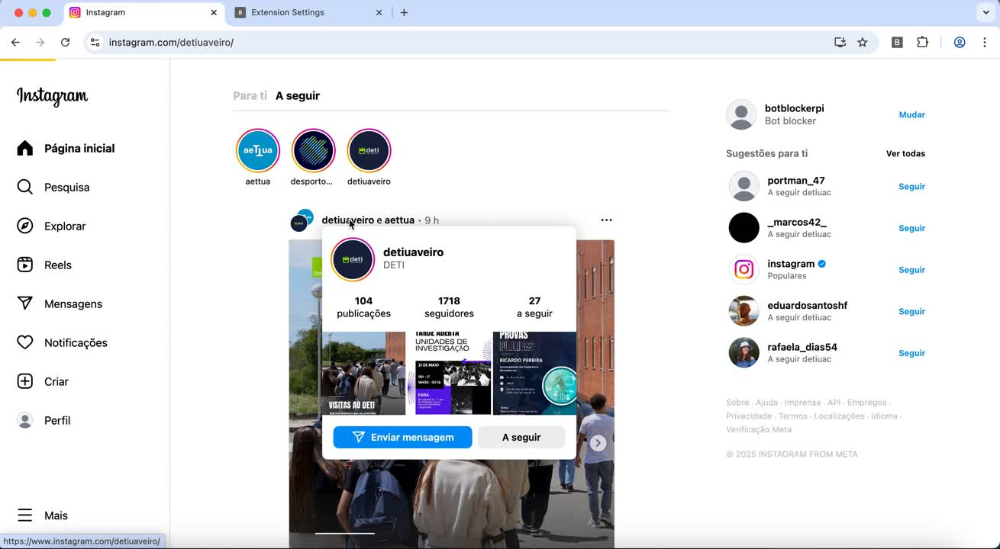 Instagram
Extension Settings
instagram.com/detiuaveiro/
Instagram
Página inicial
Pesquisa
Explorar
Reels
Mensagens
Notificações
Criar
Perfil
Mais
https://www.instagram.com/detiuaveiro/
Para ti A seguir
aettua desporto... detiuaveiro
detiuaveiro e aettua • 9 h
detiuaveiro
DETI
104 1718 27
publicações seguidores a seguir
VISITAS AO DETI
TARDE ABERTA
UNIDADES DE
INVESTIGAÇÃO
21 DE MAIO
PARA
PROVAS
PÚBLICAS
RICARDO PEREIRA
Enviar mensagem
A seguir
botblockerpi
Bot blocker
Mudar
Sugestões para ti
Ver todas
portman_47
A seguir detiuac
Seguir
_marcos42_
A seguir detiuac
Seguir
instagram
Populares
Seguir
eduardosantoshf
A seguir detiuac
Seguir
rafaela_dias54
A seguir detiuac
Seguir
Sobre · Ajuda · Imprensa · API · Empregos ·
Privacidade · Termos · Localizações · Idioma ·
Verificação Meta
© 2025 INSTAGRAM FROM META